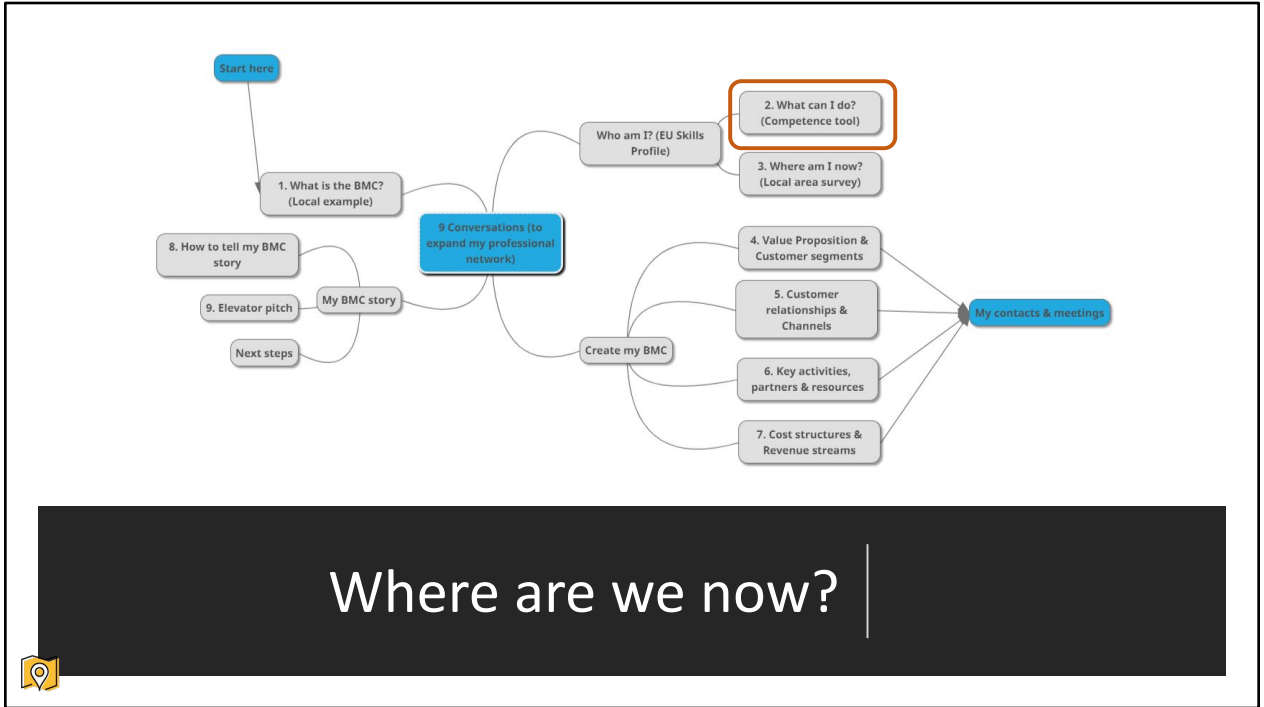 Start here
1. What is the BMC?
(Local example)
8. How to tell my BMC
story
9. Elevator pitch
Next steps
My BMC story
9 Conversations (to
expand my professional
network)
Who am I? (EU Skills
Profile)
2. What can I do?
(Competence tool)
3. Where am I now?
(Local area survey)
Create my BMC
4. Value Proposition &
Customer segments
5. Customer
relationships &
Channels
6. Key activities,
partners & resources
7. Cost structures &
Revenue streams
My contacts & meetings
Where are we now?